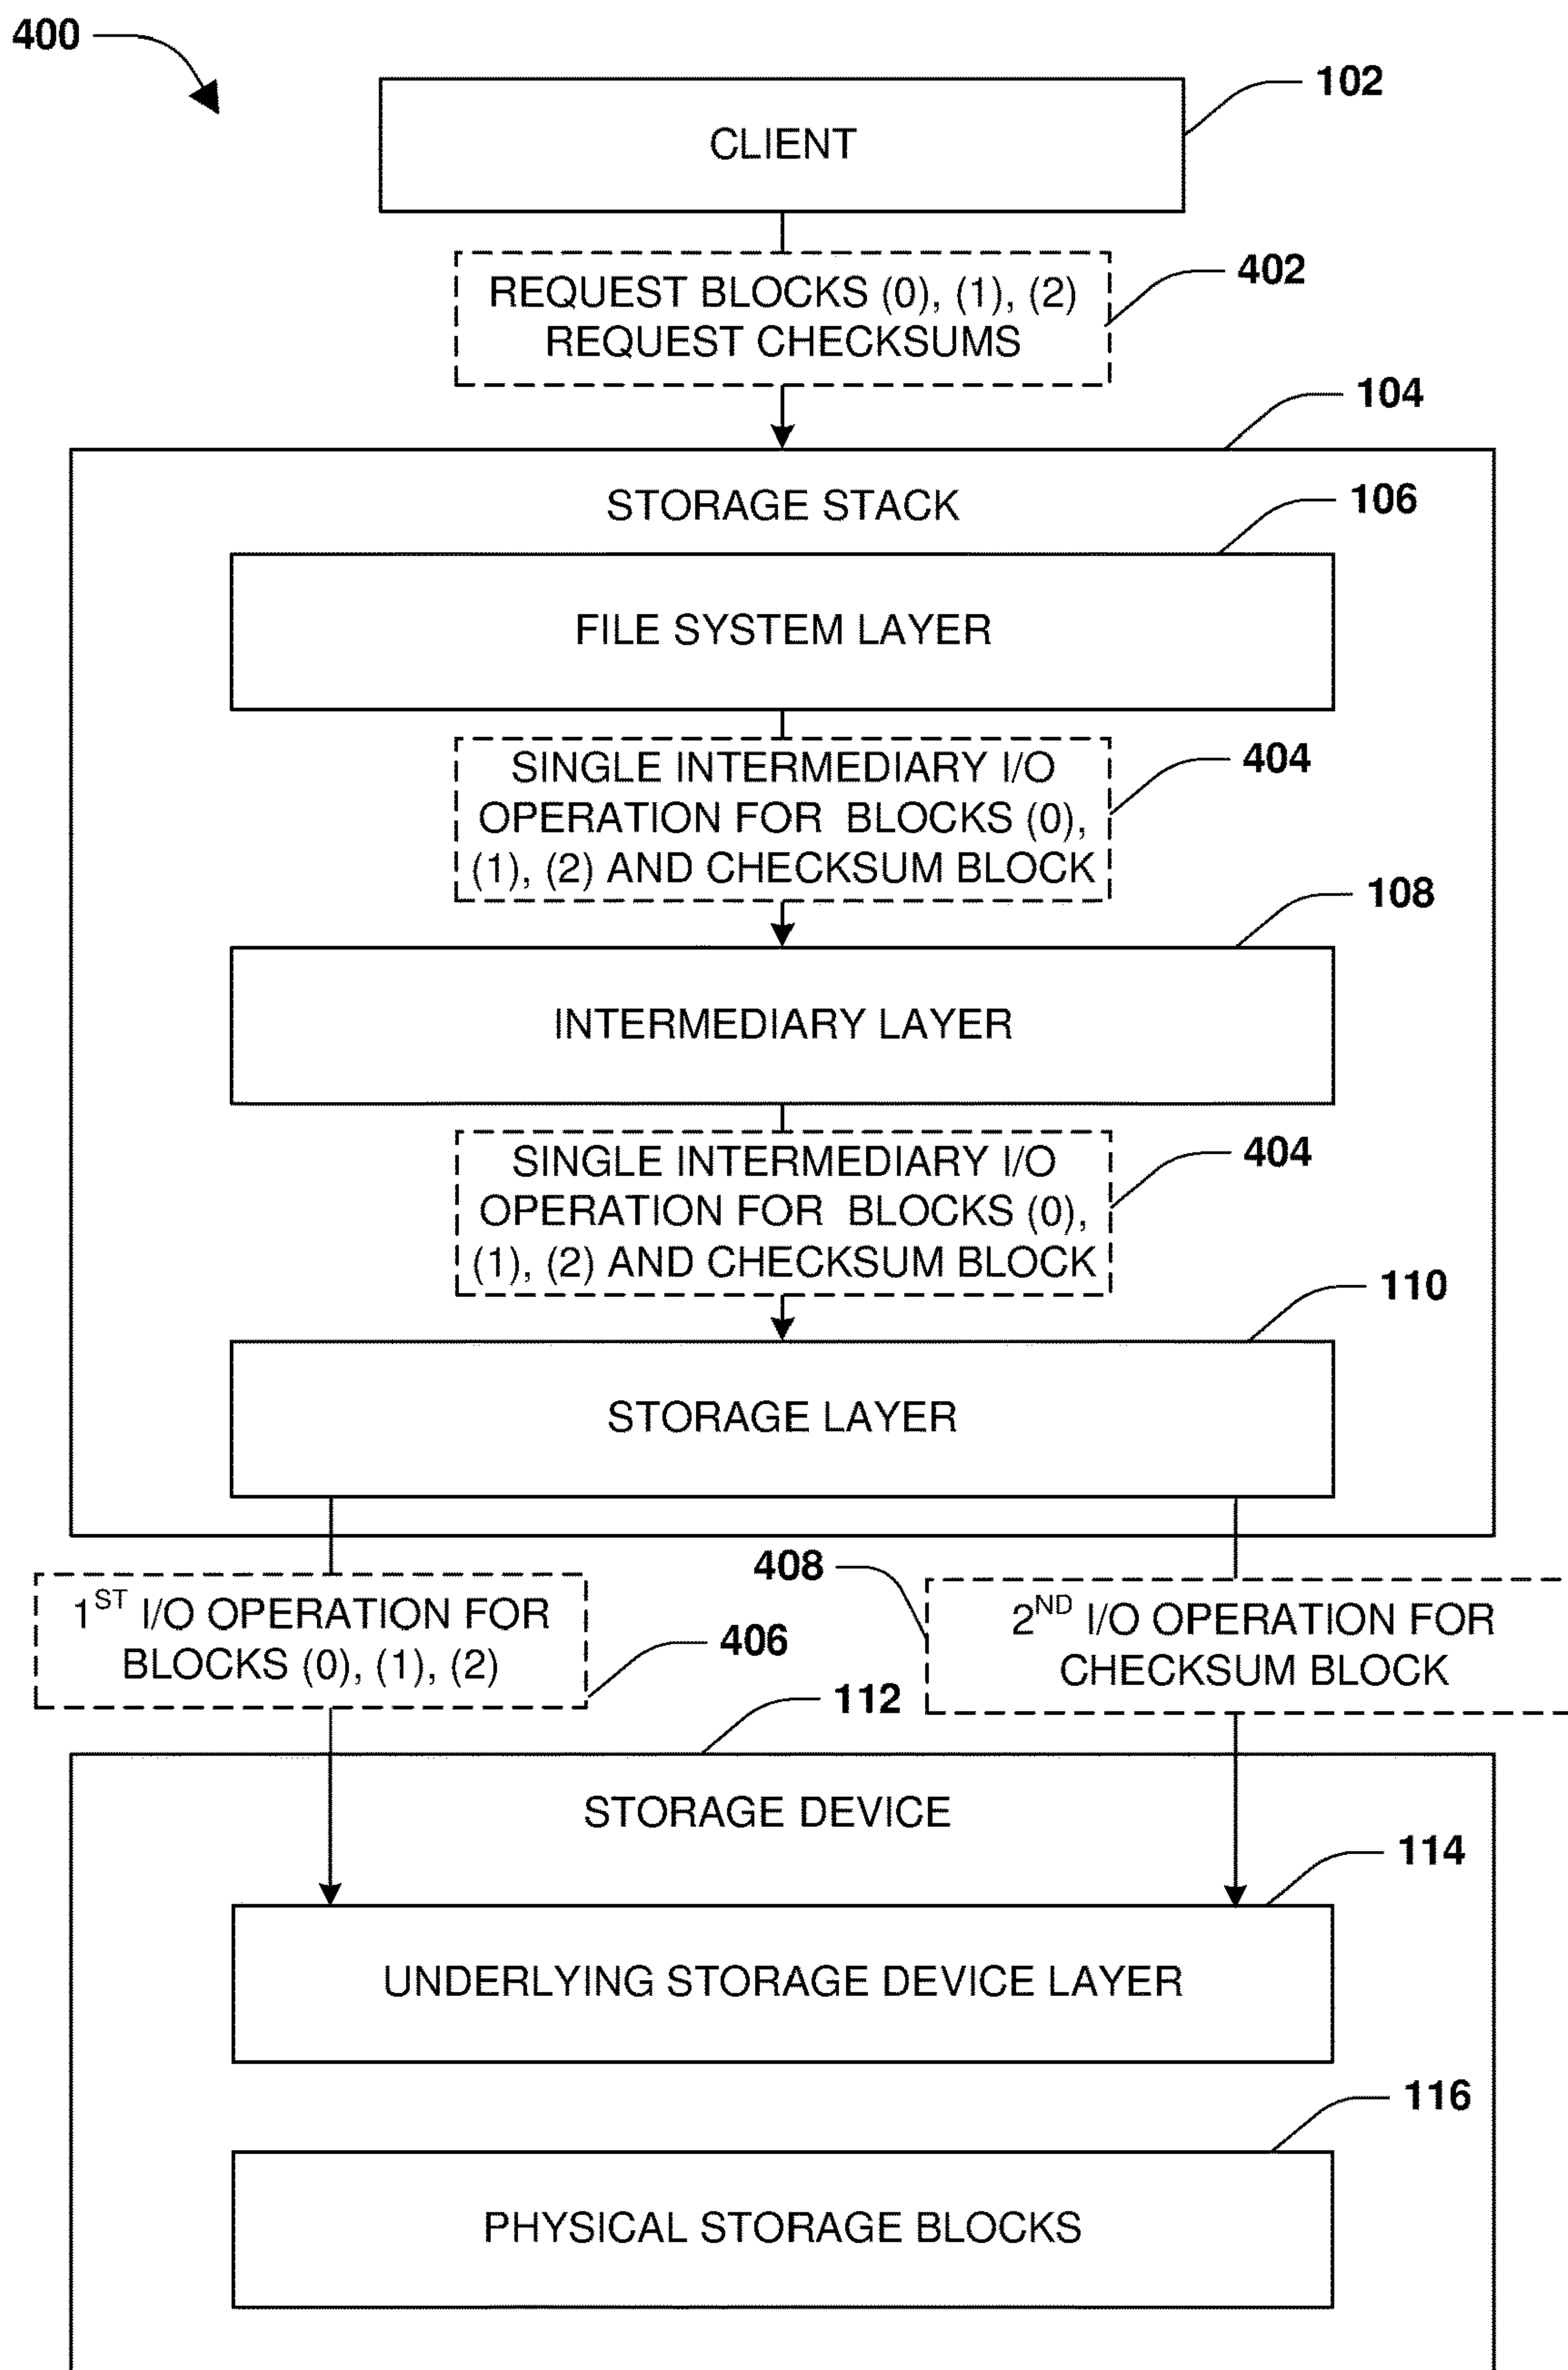 400
102
CLIENT
REQUEST BLOCKS (0), (1), (2)
REQUEST CHECKSUMS
402
104
STORAGE STACK
106
FILE SYSTEM LAYER
SINGLE INTERMEDIARY I/O
OPERATION FOR BLOCKS (0),
(1), (2) AND CHECKSUM BLOCK
404
108
INTERMEDIARY LAYER
SINGLE INTERMEDIARY I/O
OPERATION FOR BLOCKS (0),
(1), (2) AND CHECKSUM BLOCK
404
110
STORAGE LAYER
1ST I/O OPERATION FOR
BLOCKS (0), (1), (2)
406
408
2ND I/O OPERATION FOR
CHECKSUM BLOCK
112
STORAGE DEVICE
114
UNDERLYING STORAGE DEVICE LAYER
116
PHYSICAL STORAGE BLOCKS